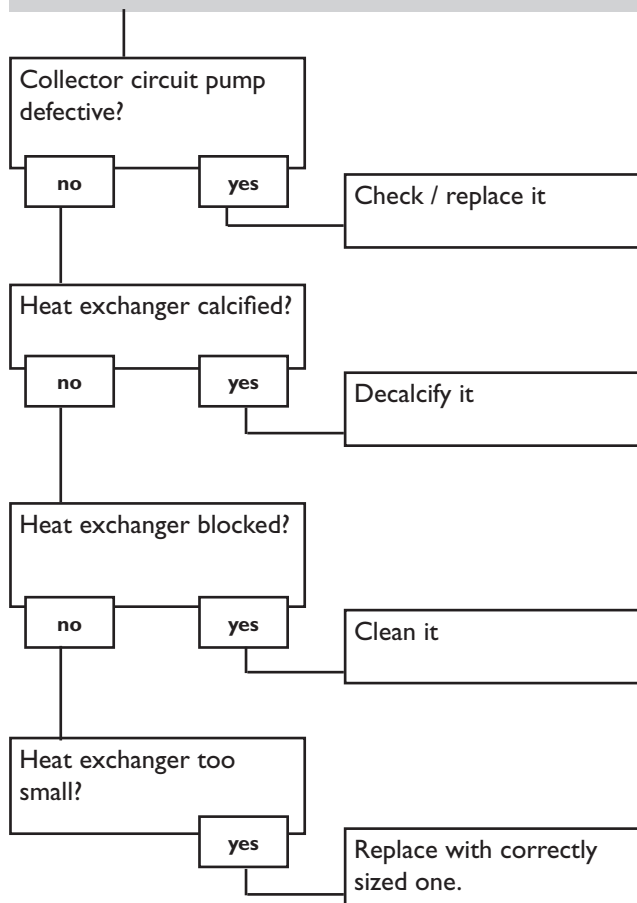 Collector circuit pump
defective?
no
yes
Check / replace it
Heat exchanger calcified?
no
yes
Decalcify it
Heat exchanger blocked?
no
yes
Clean it
Heat exchanger too
small?
yes
Replace with correctly
sized one.